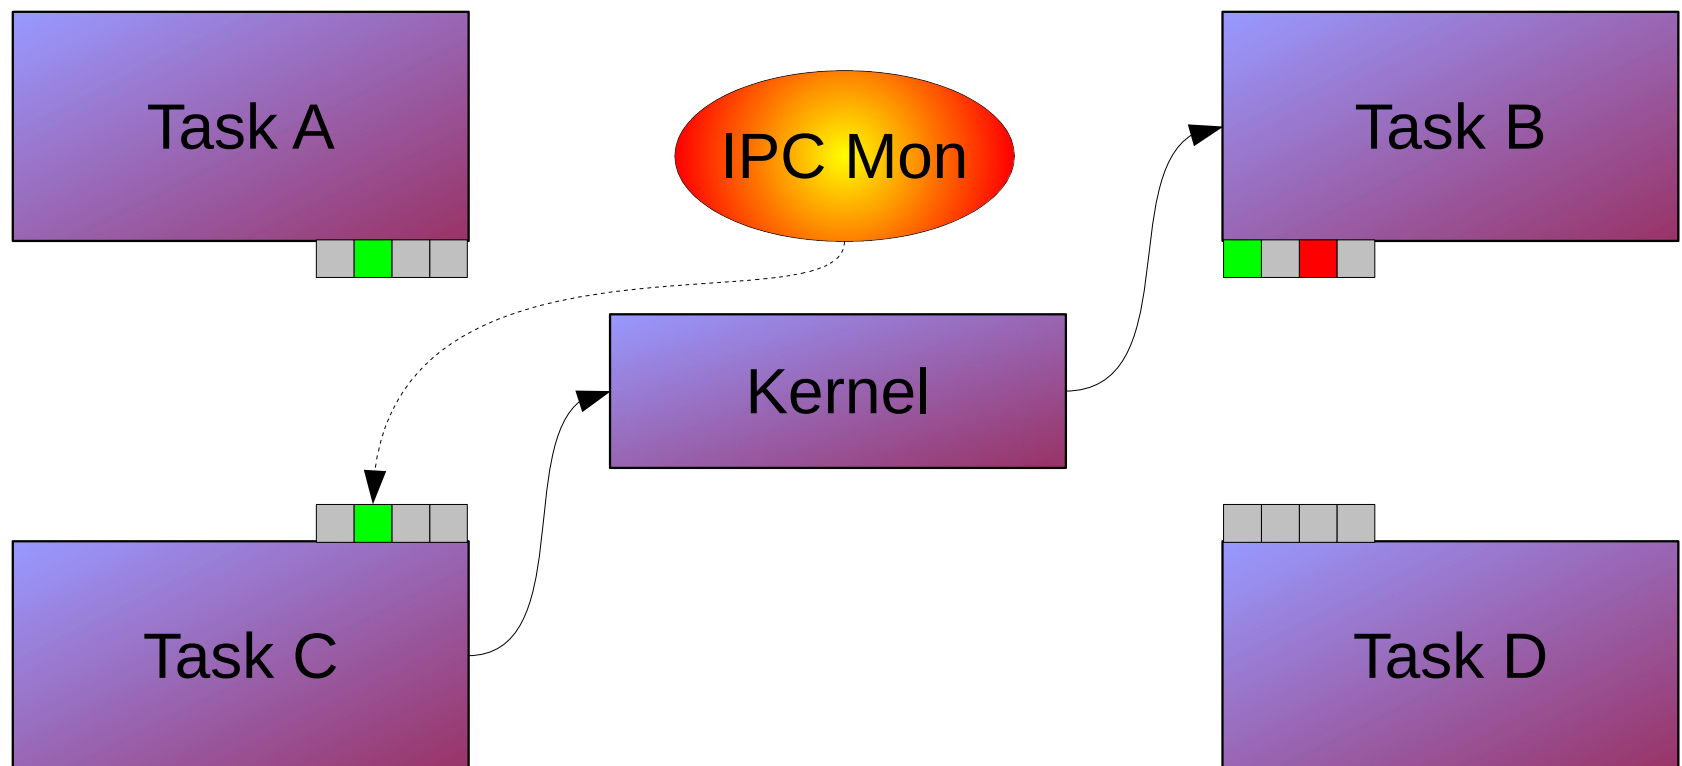 Task A
IPC Mon
Task B
Kernel
Task C
Task D